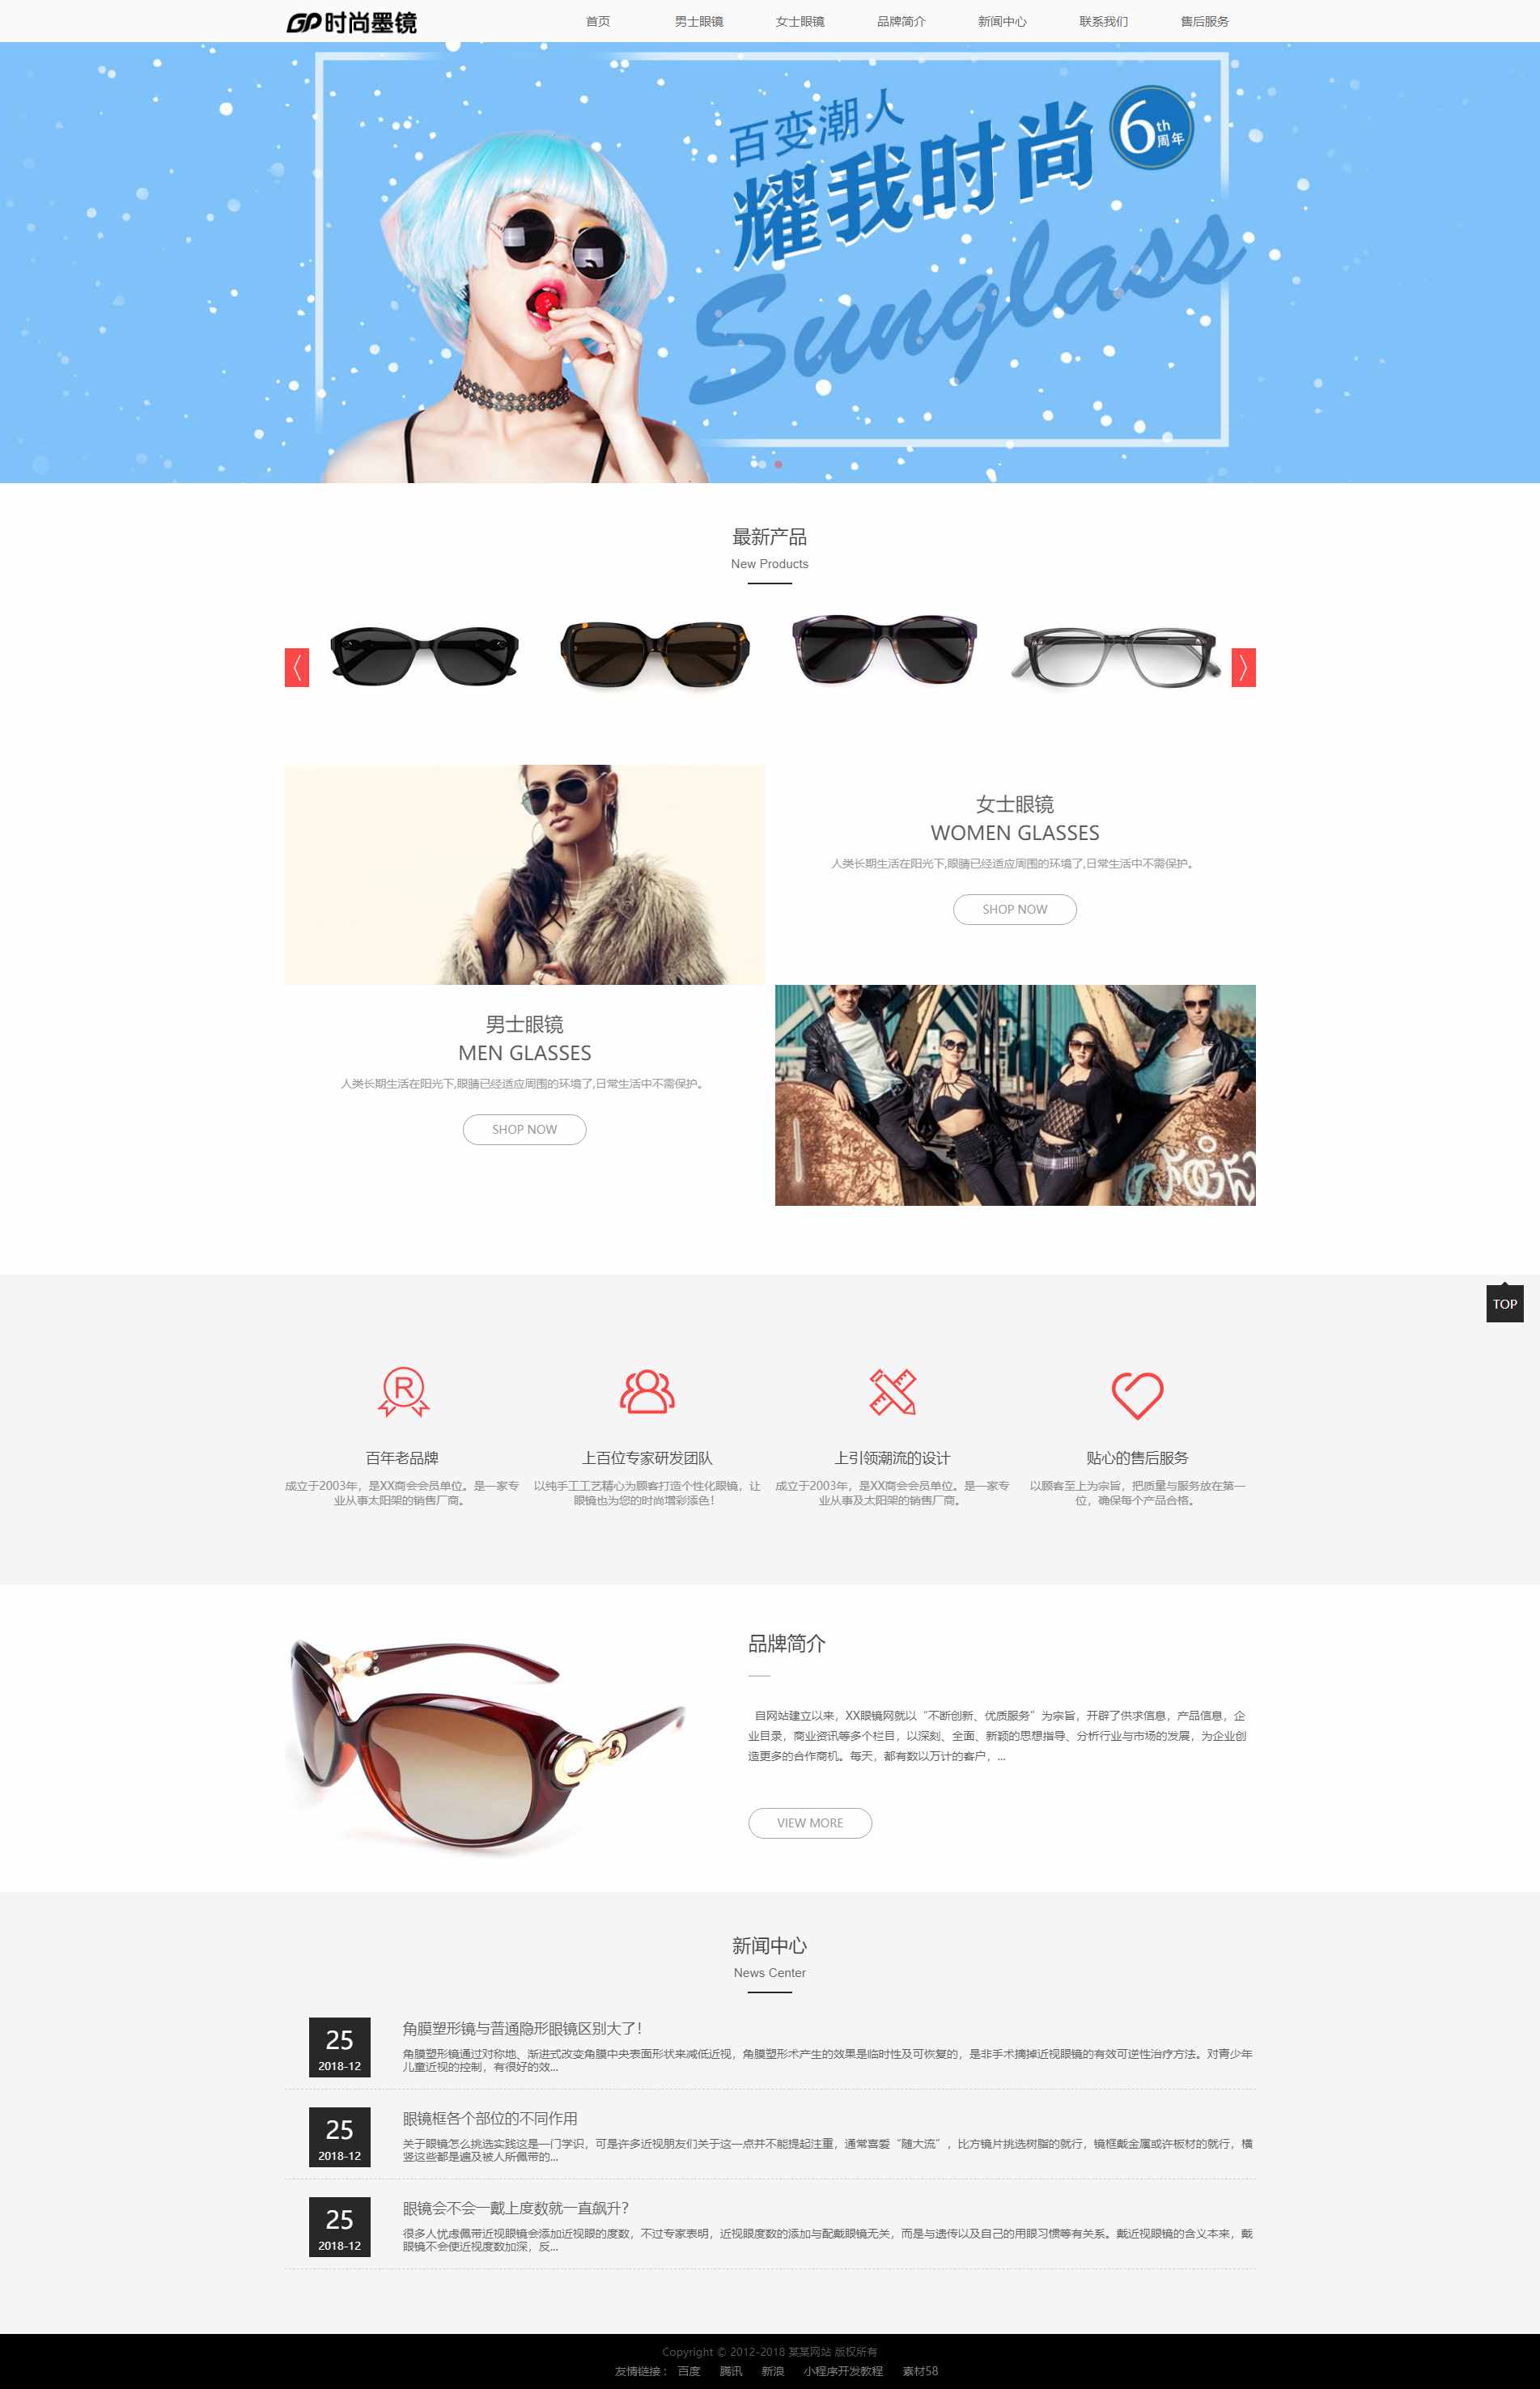 GP时尚墨镜
首页 男士眼镜 女士眼镜 品牌简介 新闻中心 联系我们 售后服务
百变潮人
耀我时尚
6th周年
Sunglass
最新产品
New Products
女士眼镜
WOMEN GLASSES
人类长期生活在阳光下,眼睛已经适应周围的环境了,日常生活中不需保护。
SHOP NOW
男士眼镜
MEN GLASSES
人类长期生活在阳光下,眼睛已经适应周围的环境了,日常生活中不需保护。
SHOP NOW
TOP
R
百年老品牌
成立于2003年，是XX商会会员单位。是一家专
业从事太阳架的销售厂商。
上百位专家研发团队
以纯手工工艺精心为顾客打造个性化眼镜，让
眼镜也为您的时尚增彩添色！
上引领潮流的设计
成立于2003年，是XX商会会员单位。是一家专
业从事及太阳架的销售厂商。
贴心的售后服务
以顾客至上为宗旨，把质量与服务放在第一
位，确保每个产品合格。
品牌简介
自网站建立以来，XX眼镜网就以“不断创新、优质服务”为宗旨，开辟了供求信息，产品信息，企
业目录，商业资讯等多个栏目，以深刻、全面、新颖的思想指导、分析行业与市场的发展，为企业创
造更多的合作商机。每天，都有数以万计的客户，...
VIEW MORE
新闻中心
News Center
25
2018-12
角膜塑形镜与普通隐形眼镜区别大了！
角膜塑形镜通过对称地、渐进式改变角膜中央表面形状来减低近视，角膜塑形术产生的效果是临时性及可恢复的，是非手术摘掉近视眼镜的有效可逆性治疗方法。对青少年
儿童近视的控制，有很好的效...
25
2018-12
眼镜框各个部位的不同作用
关于眼镜怎么挑选实践这是一门学识，可是许多近视朋友们关于这一点并不能提起注重，通常喜爱“随大流”，比方镜片挑选树脂的就行，镜框戴金属或许板材的就行，横
竖这些都是遍及被人所佩带的...
25
2018-12
眼镜会不会一戴上度数就一直飙升？
很多人忧虑佩带近视眼镜会添加近视眼的度数，不过专家表明，近视眼度数的添加与配戴眼镜无关，而是与遗传以及自己的用眼习惯等有关系。戴近视眼镜的含义本来，戴
眼镜不会使近视度数加深，反...
Copyright © 2012-2018 某某网站 版权所有
友情链接： 百度 腾讯 新浪 小程序开发教程 素材58